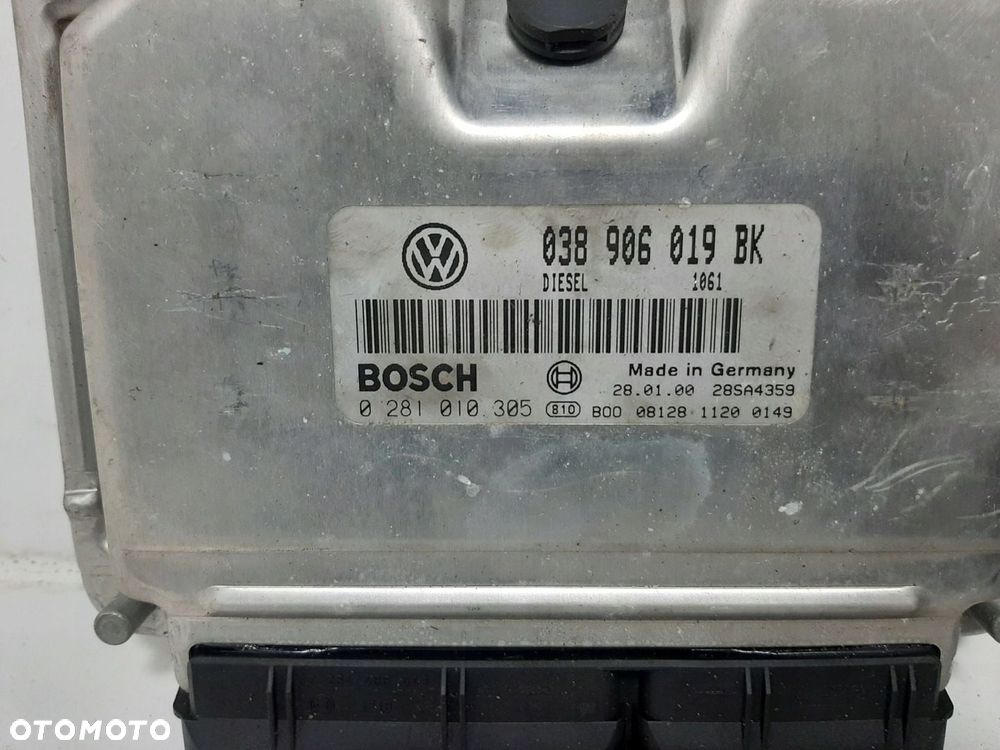 038 906 019 BK
DIESEL 1061
BOSCH
Made in Germany
28.01.00 28SA4359
0 281 010 305 810 B00 08128 1120 0149
OTOMOTO